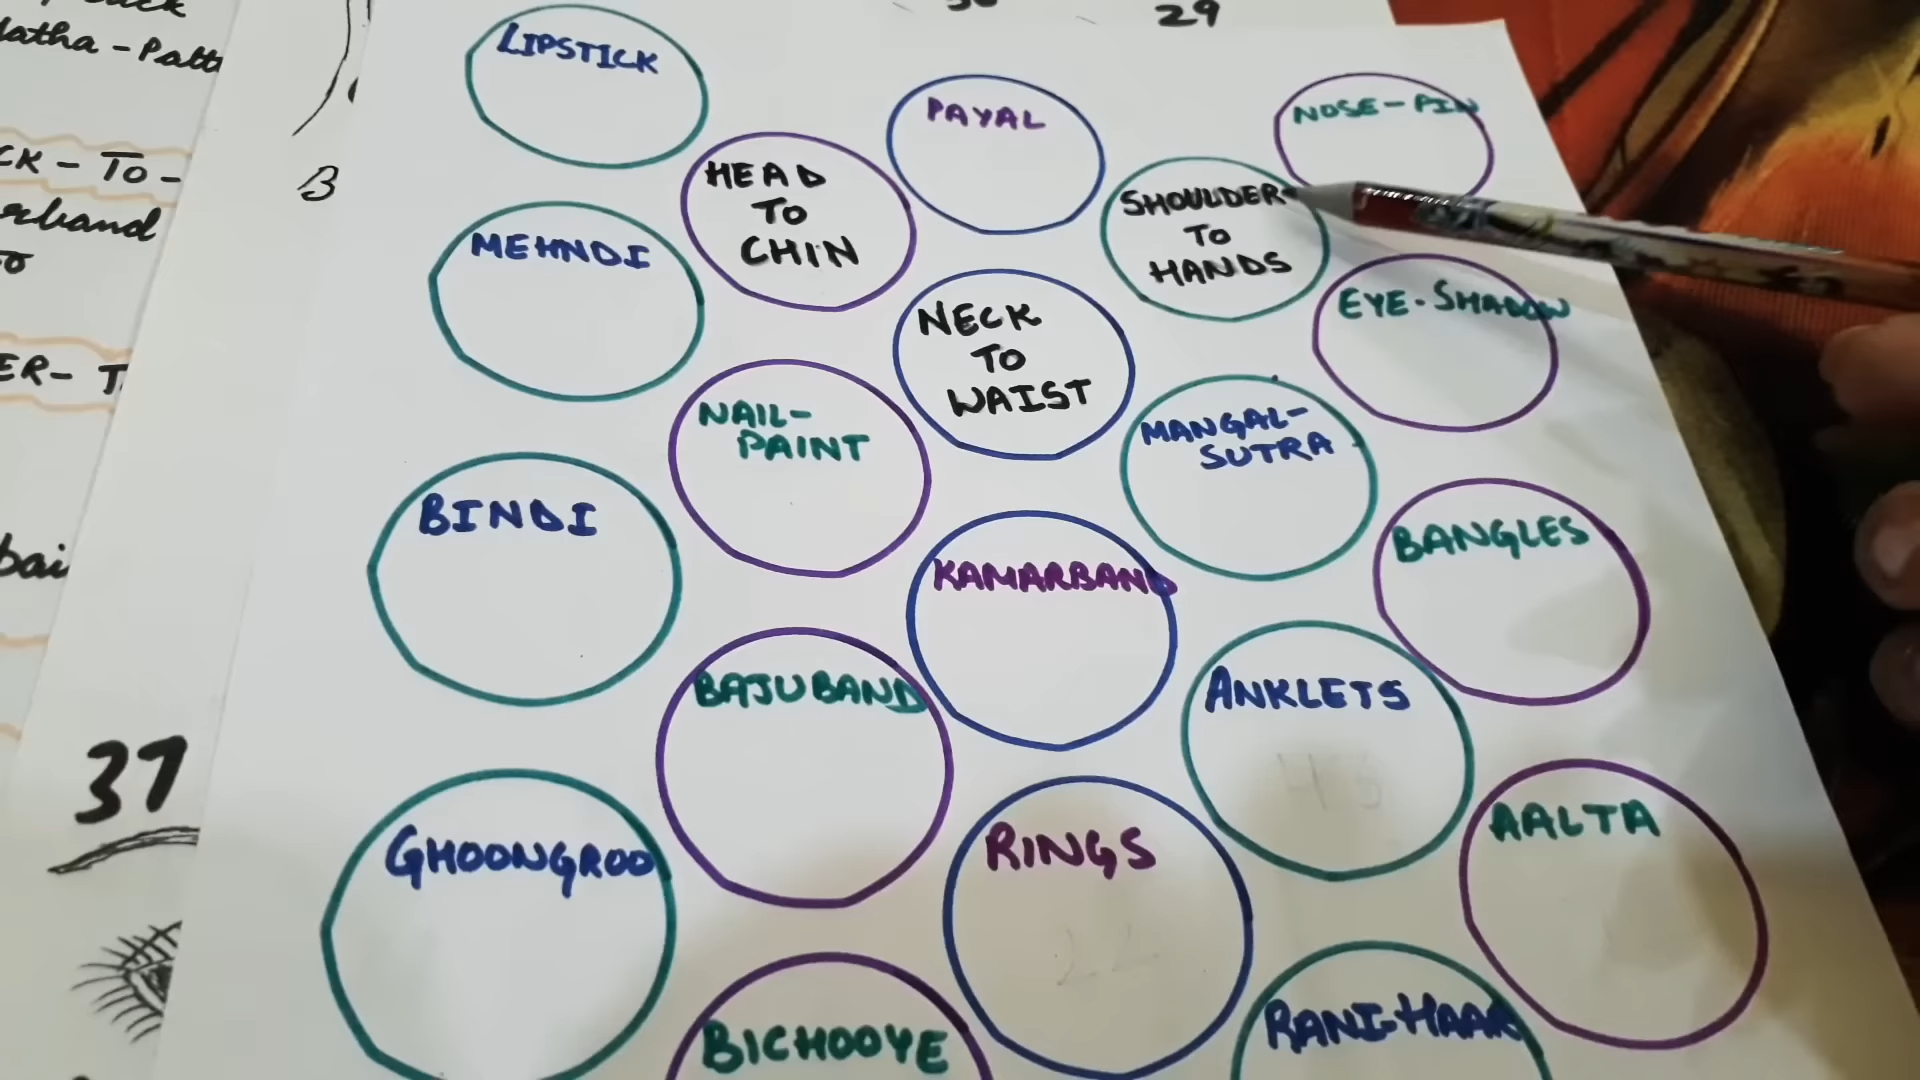 29
LIPSTICK
PAYAL
NOSE-PIN
HEAD
TO
CHIN
SHOULDER-
TO
HANDS
B
MEHNDI
NECK
TO
WAIST
EYE-SHADOW
NAIL-
PAINT
MANGAL-
SUTRA
BINDI
KAMARBAND
BANGLES
BAJUBAND
ANKLETS
GHOONGROO
RINGS
AALTA
BICHOOYE
RANI-HAAR
37
- TO -